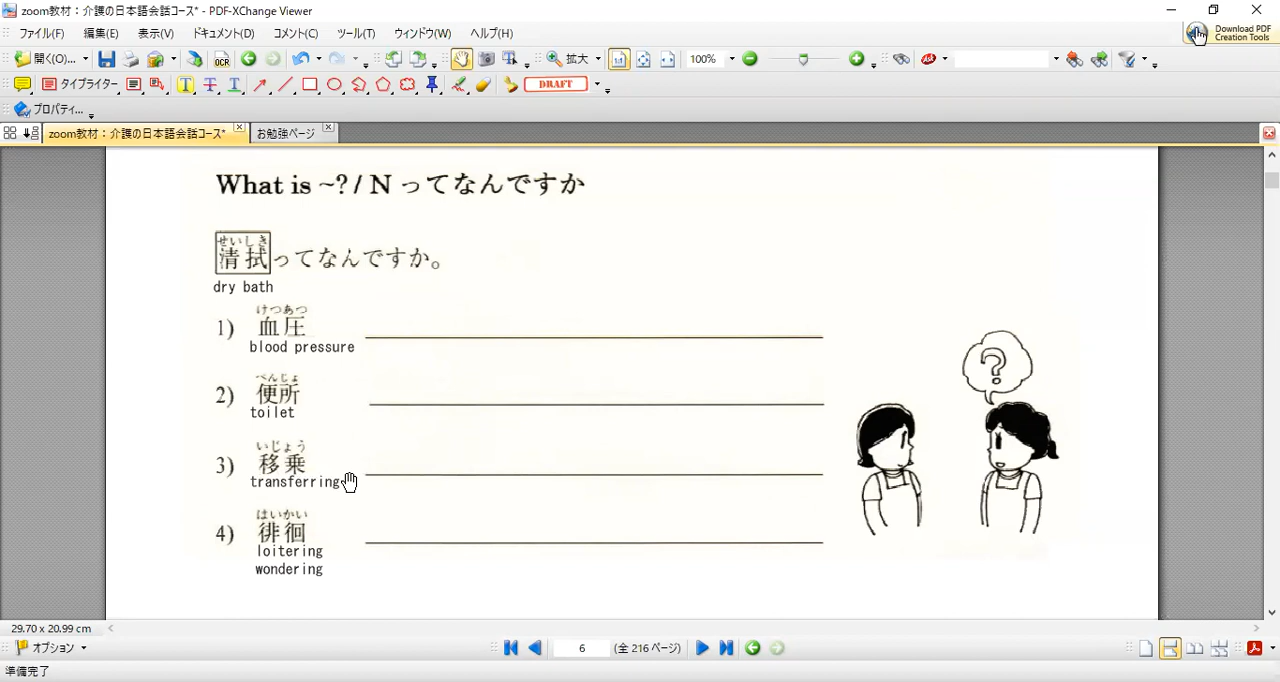 zoom教材：介護の日本語会話コース* - PDF-XChange Viewer
ファイル(F) 編集(E) 表示(V) ドキュメント(D) コメント(C) ツール(T) ウィンドウ(W) ヘルプ(H)
Download PDF
Creation Tools
開く(O)... OCR 拡大 1:1 100%
タイプライター T T T DRAFT
プロパティ...
zoom教材：介護の日本語会話コース* お勉強ページ
What is ~? / N ってなんですか
せいしき
清拭ってなんですか。
dry bath
けつあつ
1) 血圧
blood pressure
べんじょ
2) 便所
toilet
いじょう
3) 移乗
transferring
はいかい
4) 徘徊
loitering
wondering
?
29.70 x 20.99 cm
オプション 6 (全 216 ページ)
準備完了